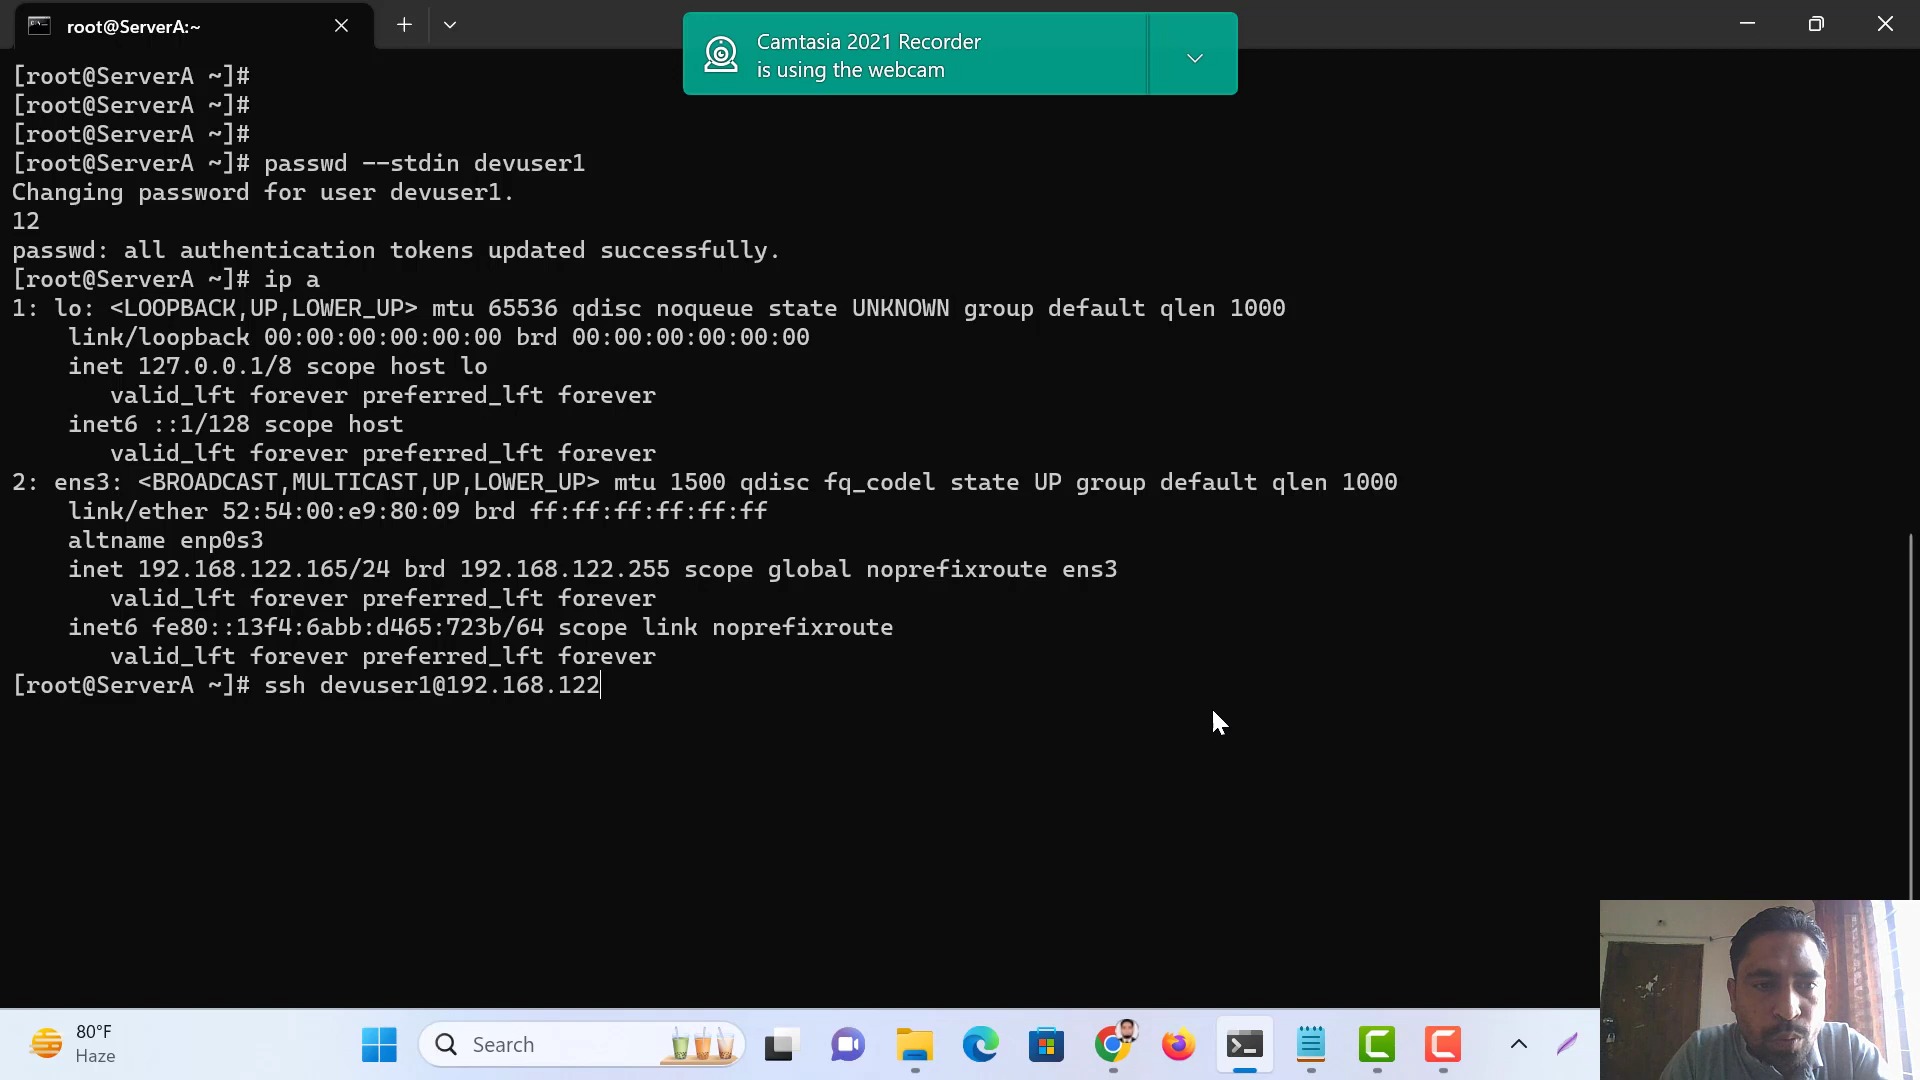 root@ServerA:~
Camtasia 2021 Recorder
is using the webcam
[root@ServerA ~]#
[root@ServerA ~]#
[root@ServerA ~]#
[root@ServerA ~]# passwd --stdin devuser1
Changing password for user devuser1.
12
passwd: all authentication tokens updated successfully.
[root@ServerA ~]# ip a
1: lo: <LOOPBACK,UP,LOWER_UP> mtu 65536 qdisc noqueue state UNKNOWN group default qlen 1000
    link/loopback 00:00:00:00:00:00 brd 00:00:00:00:00:00
    inet 127.0.0.1/8 scope host lo
       valid_lft forever preferred_lft forever
    inet6 ::1/128 scope host
       valid_lft forever preferred_lft forever
2: ens3: <BROADCAST,MULTICAST,UP,LOWER_UP> mtu 1500 qdisc fq_codel state UP group default qlen 1000
    link/ether 52:54:00:e9:80:09 brd ff:ff:ff:ff:ff:ff
    altname enp0s3
    inet 192.168.122.165/24 brd 192.168.122.255 scope global noprefixroute ens3
       valid_lft forever preferred_lft forever
    inet6 fe80::13f4:6abb:d465:723b/64 scope link noprefixroute
       valid_lft forever preferred_lft forever
[root@ServerA ~]# ssh devuser1@192.168.122
80°F
Haze
Search